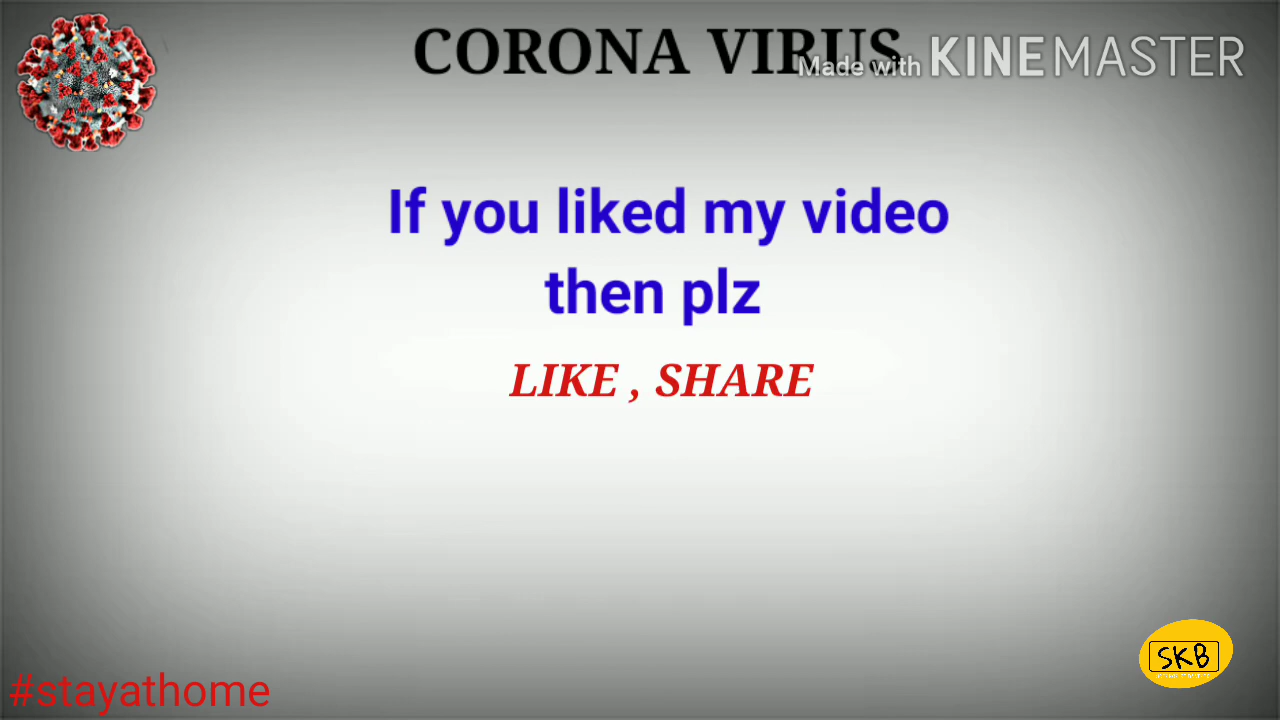 CORONA VIRUS
Made with KINEMASTER
If you liked my video
then plz
LIKE , SHARE
SKB
#stayathome